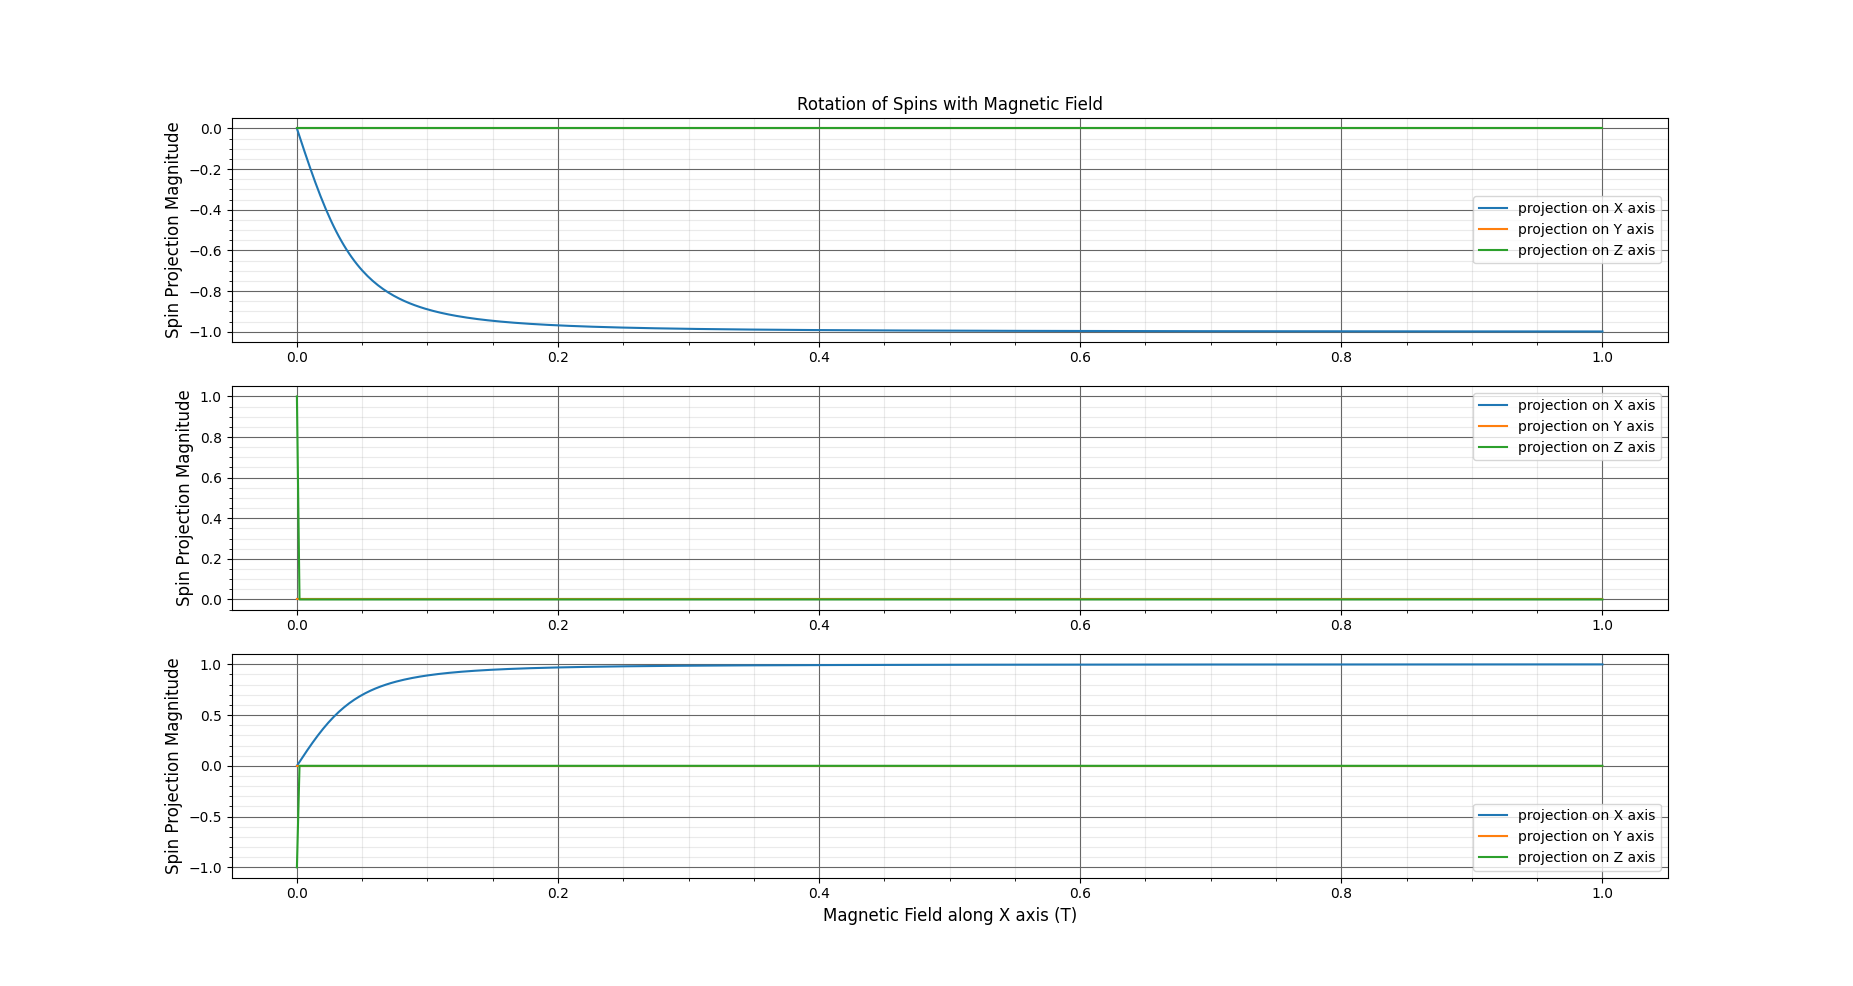 Rotation of Spins with Magnetic Field
Spin Projection Magnitude
0.0
−0.2
−0.4
−0.6
−0.8
−1.0
projection on X axis
projection on Y axis
projection on Z axis
0.0 0.2 0.4 0.6 0.8 1.0
Spin Projection Magnitude
1.0
0.8
0.6
0.4
0.2
0.0
projection on X axis
projection on Y axis
projection on Z axis
0.0 0.2 0.4 0.6 0.8 1.0
Spin Projection Magnitude
1.0
0.5
0.0
−0.5
−1.0
projection on X axis
projection on Y axis
projection on Z axis
0.0 0.2 0.4 0.6 0.8 1.0
Magnetic Field along X axis (T)